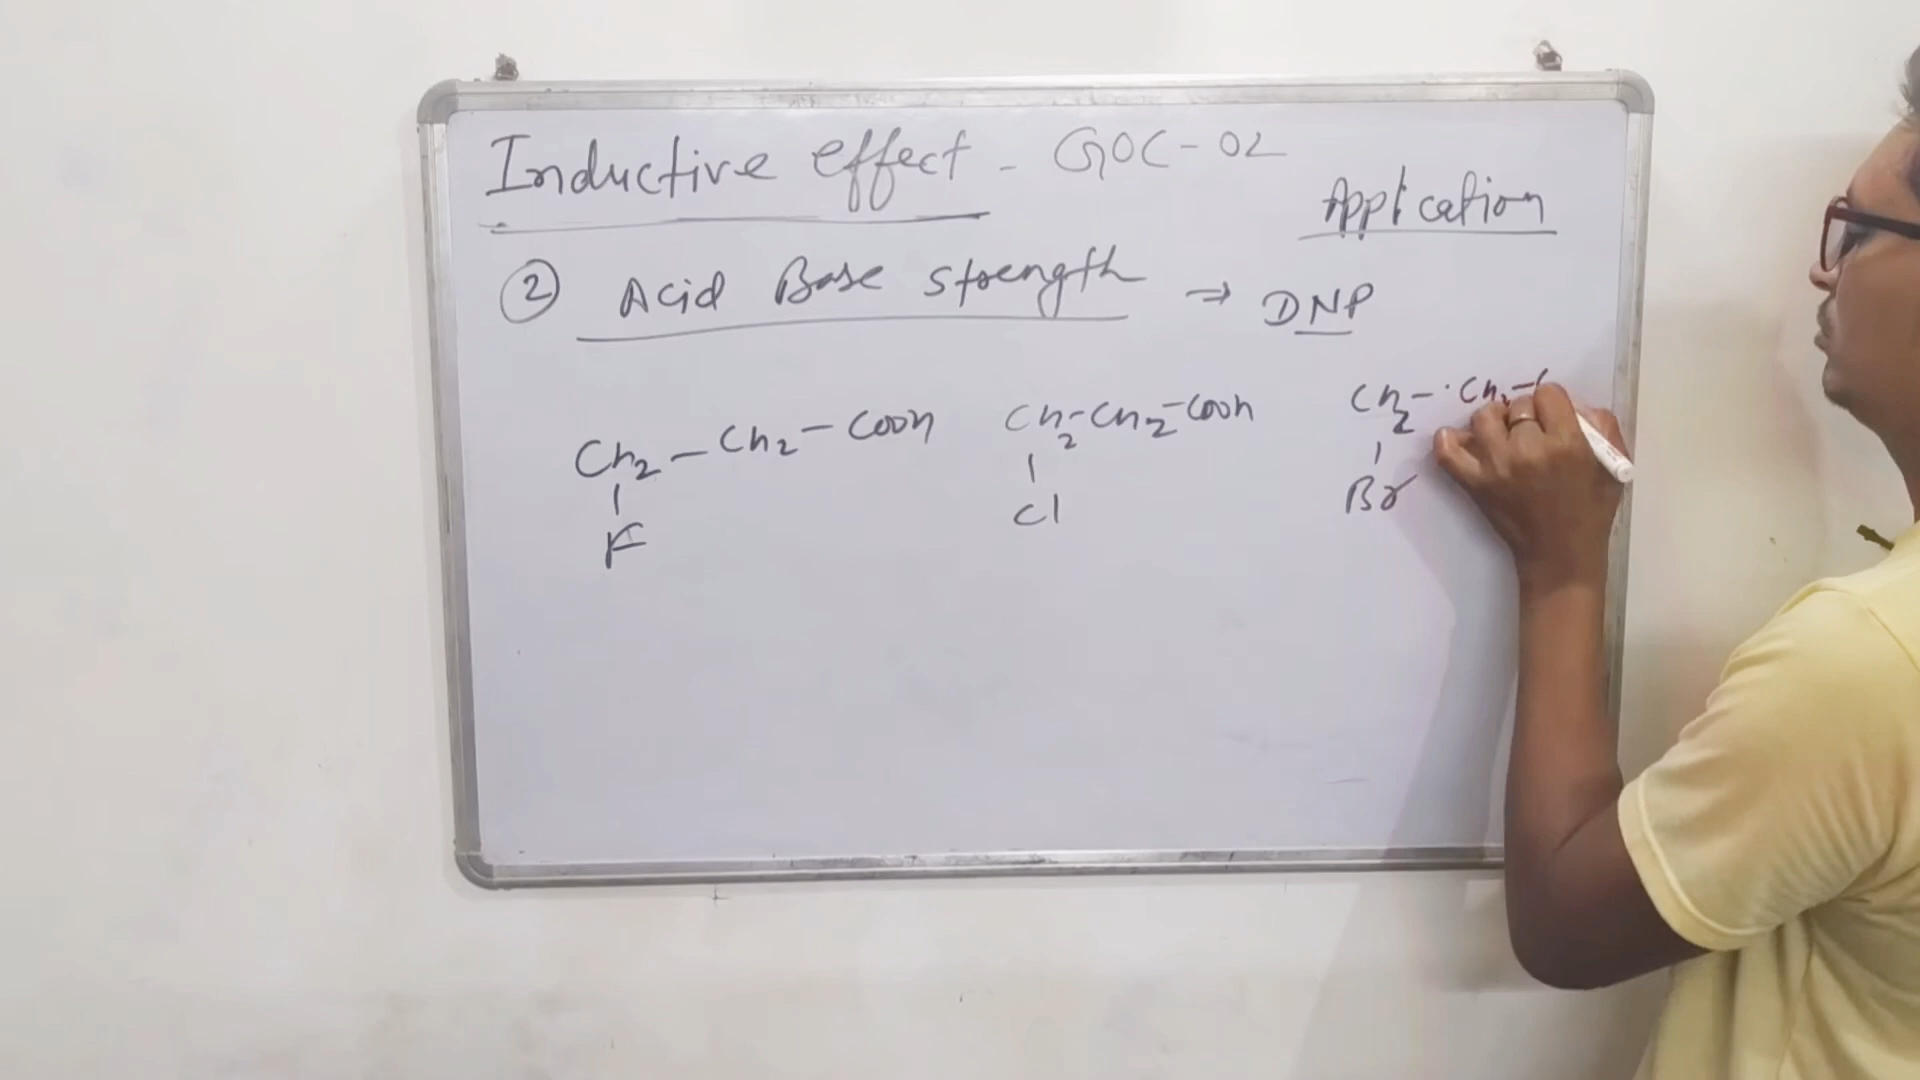 Inductive effect - GOC-02
Application
② Acid Base strength → DNP
CH2 - CH2 - COOH CH2-CH2-COOH CH2 - CH2 - C
F Cl Br